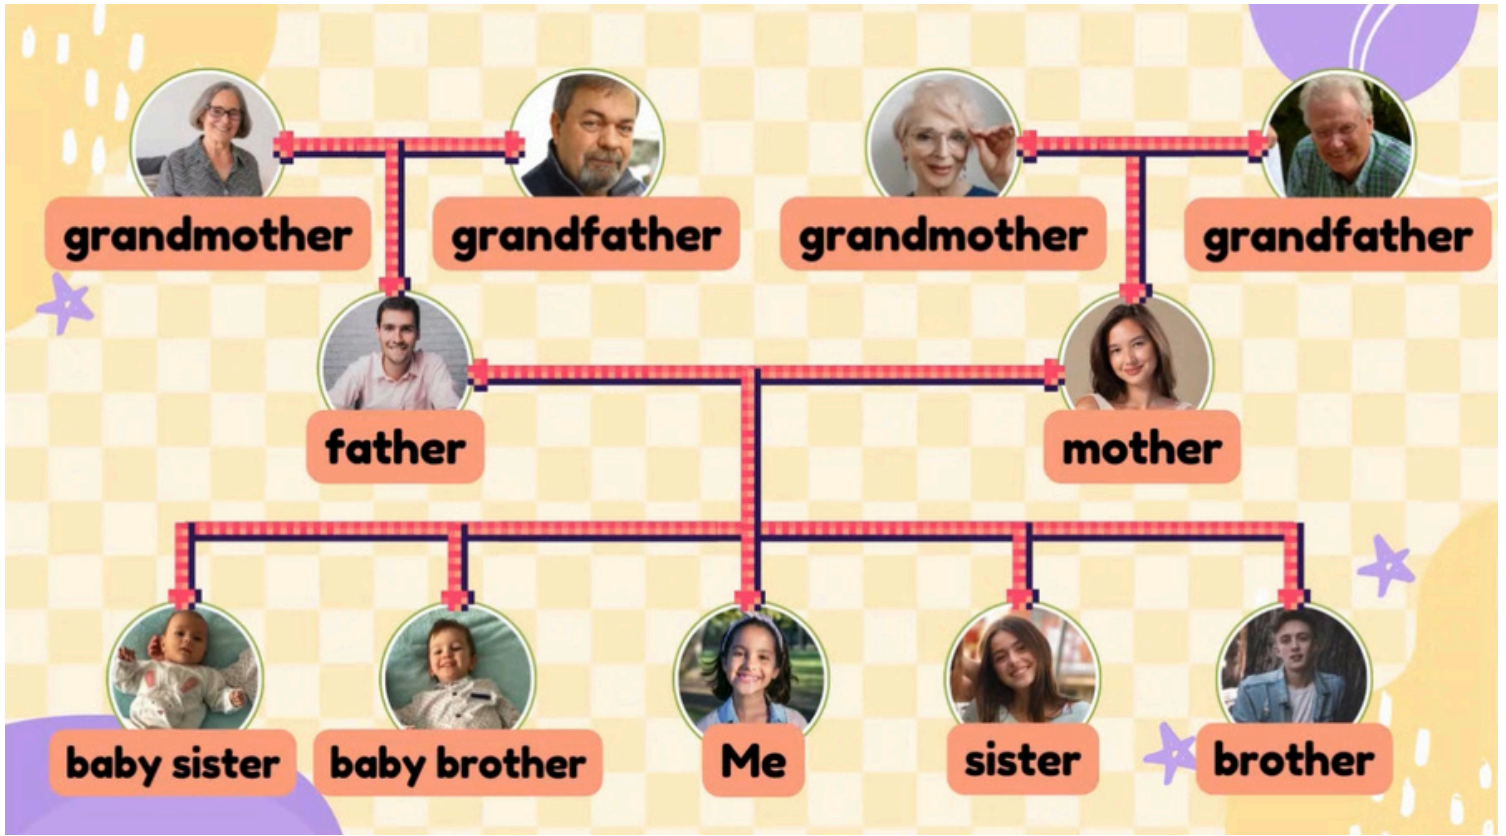 grandmother
grandfather
grandmother
grandfather
father
mother
baby sister
baby brother
Me
sister
brother